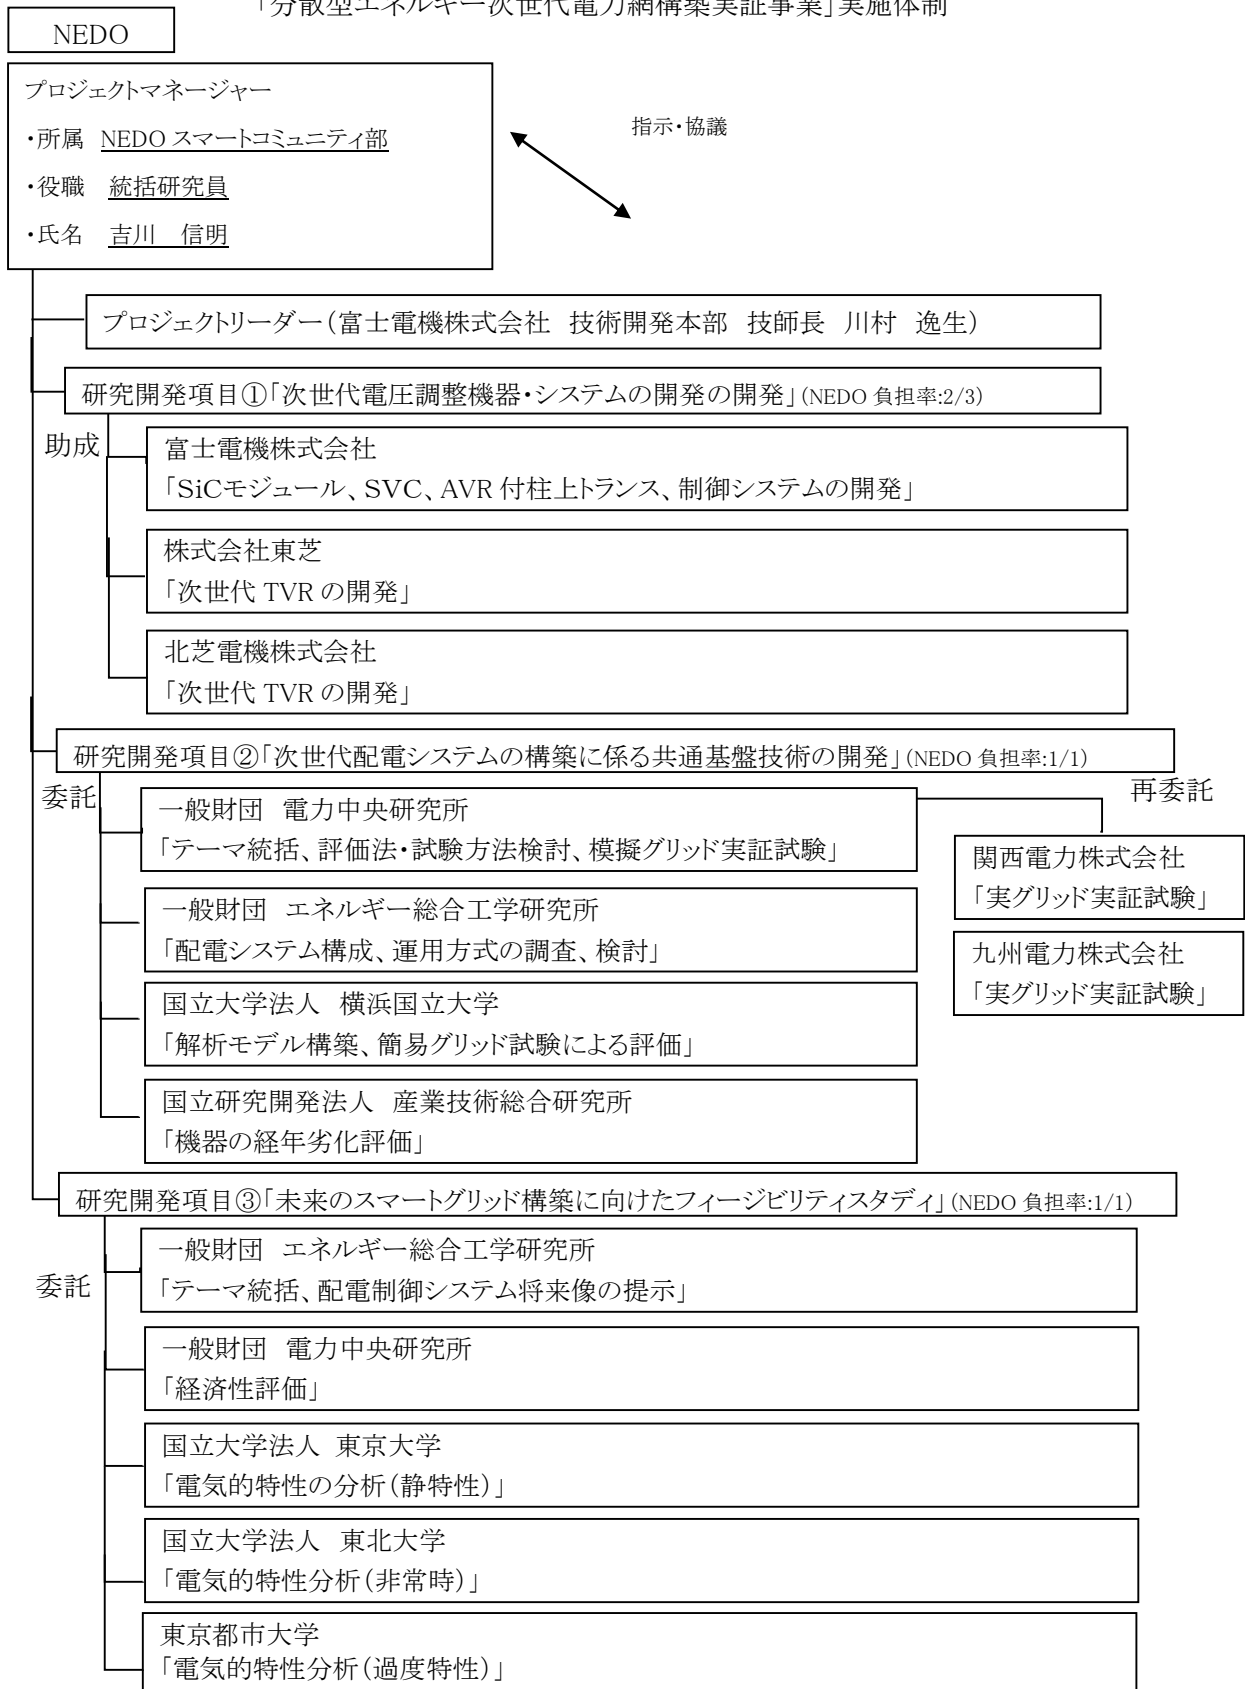 「分散型エネルギー次世代電力網構築実証事業」実施体制
NEDO
プロジェクトマネージャー
・所属 NEDO スマートコミュニティ部
・役職 統括研究員
・氏名 吉川 信明
指示・協議
プロジェクトリーダー(富士電機株式会社 技術開発本部 技師長 川村 逸生)
研究開発項目①「次世代電圧調整機器・システムの開発の開発」(NEDO 負担率:2/3)
助成
富士電機株式会社
「SiCモジュール、SVC、AVR 付柱上トランス、制御システムの開発」
株式会社東芝
「次世代 TVR の開発」
北芝電機株式会社
「次世代 TVR の開発」
研究開発項目②「次世代配電システムの構築に係る共通基盤技術の開発」(NEDO 負担率:1/1)
委託
再委託
一般財団 電力中央研究所
「テーマ統括、評価法・試験方法検討、模擬グリッド実証試験」
関西電力株式会社
「実グリッド実証試験」
一般財団 エネルギー総合工学研究所
「配電システム構成、運用方式の調査、検討」
九州電力株式会社
「実グリッド実証試験」
国立大学法人 横浜国立大学
「解析モデル構築、簡易グリッド試験による評価」
国立研究開発法人 産業技術総合研究所
「機器の経年劣化評価」
研究開発項目③「未来のスマートグリッド構築に向けたフィージビリティスタディ」(NEDO 負担率:1/1)
委託
一般財団 エネルギー総合工学研究所
「テーマ統括、配電制御システム将来像の提示」
一般財団 電力中央研究所
「経済性評価」
国立大学法人 東京大学
「電気的特性の分析(静特性)」
国立大学法人 東北大学
「電気的特性分析(非常時)」
東京都市大学
「電気的特性分析(過度特性)」